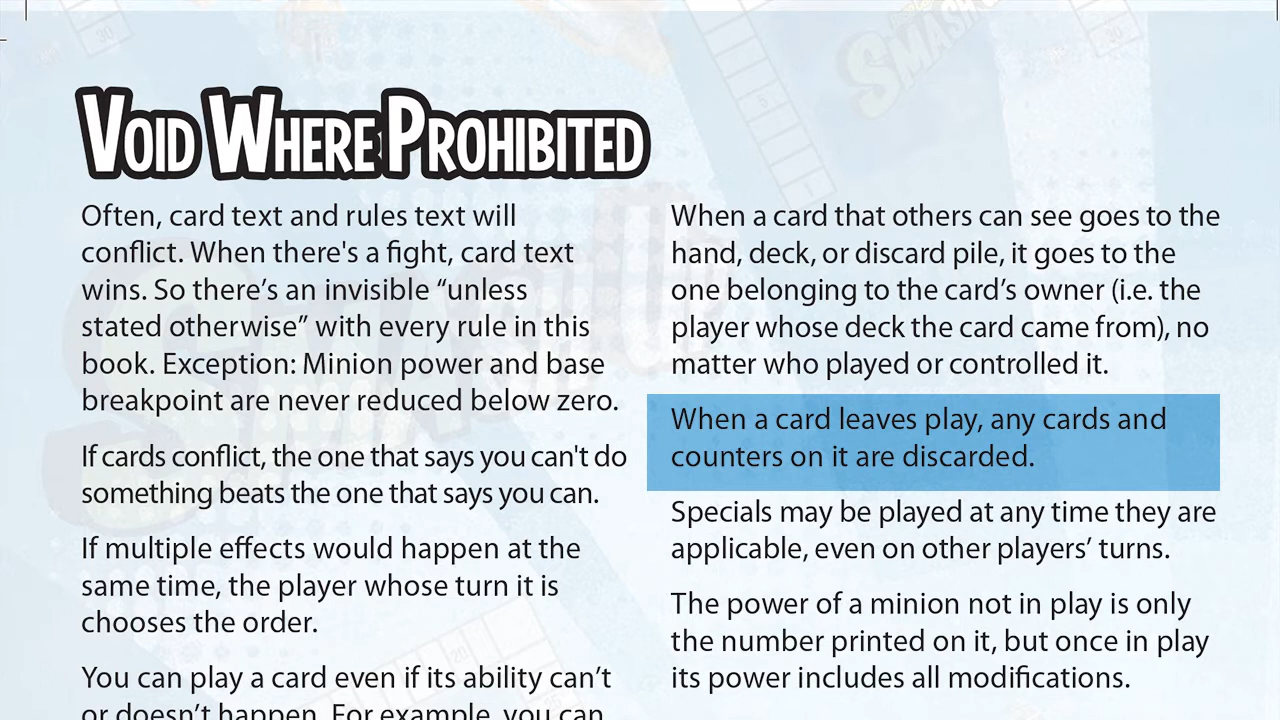 VOID WHERE PROHIBITED
Often, card text and rules text will
conflict. When there's a fight, card text
wins. So there’s an invisible “unless
stated otherwise” with every rule in this
book. Exception: Minion power and base
breakpoint are never reduced below zero.
If cards conflict, the one that says you can't do
something beats the one that says you can.
If multiple effects would happen at the
same time, the player whose turn it is
chooses the order.
You can play a card even if its ability can’t
or doesn’t happen. For example, you can
When a card that others can see goes to the
hand, deck, or discard pile, it goes to the
one belonging to the card’s owner (i.e. the
player whose deck the card came from), no
matter who played or controlled it.
When a card leaves play, any cards and
counters on it are discarded.
Specials may be played at any time they are
applicable, even on other players’ turns.
The power of a minion not in play is only
the number printed on it, but once in play
its power includes all modifications.